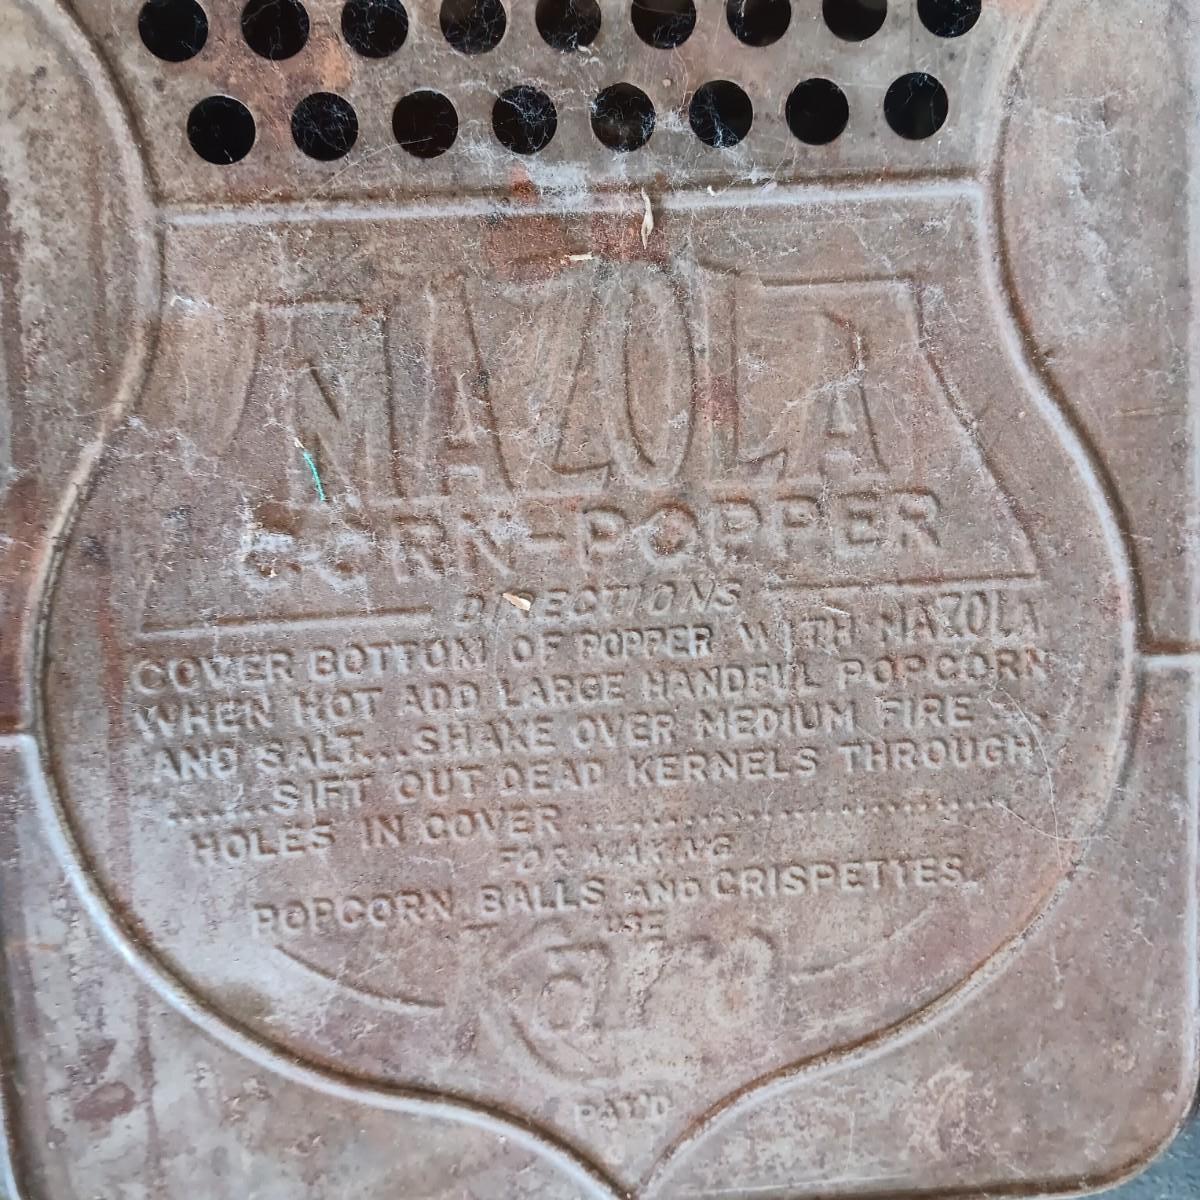 MAZOLA
CORN-POPPER
DIRECTIONS
COVER BOTTOM OF POPPER WITH MAZOLA
WHEN HOT ADD LARGE HANDFUL POPCORN
AND SALT...SHAKE OVER MEDIUM FIRE....
.......SIFT OUT DEAD KERNELS THROUGH
HOLES IN COVER ..............................
FOR MAKING
POPCORN BALLS AND CRISPETTES
USE
Karo
PAT'D